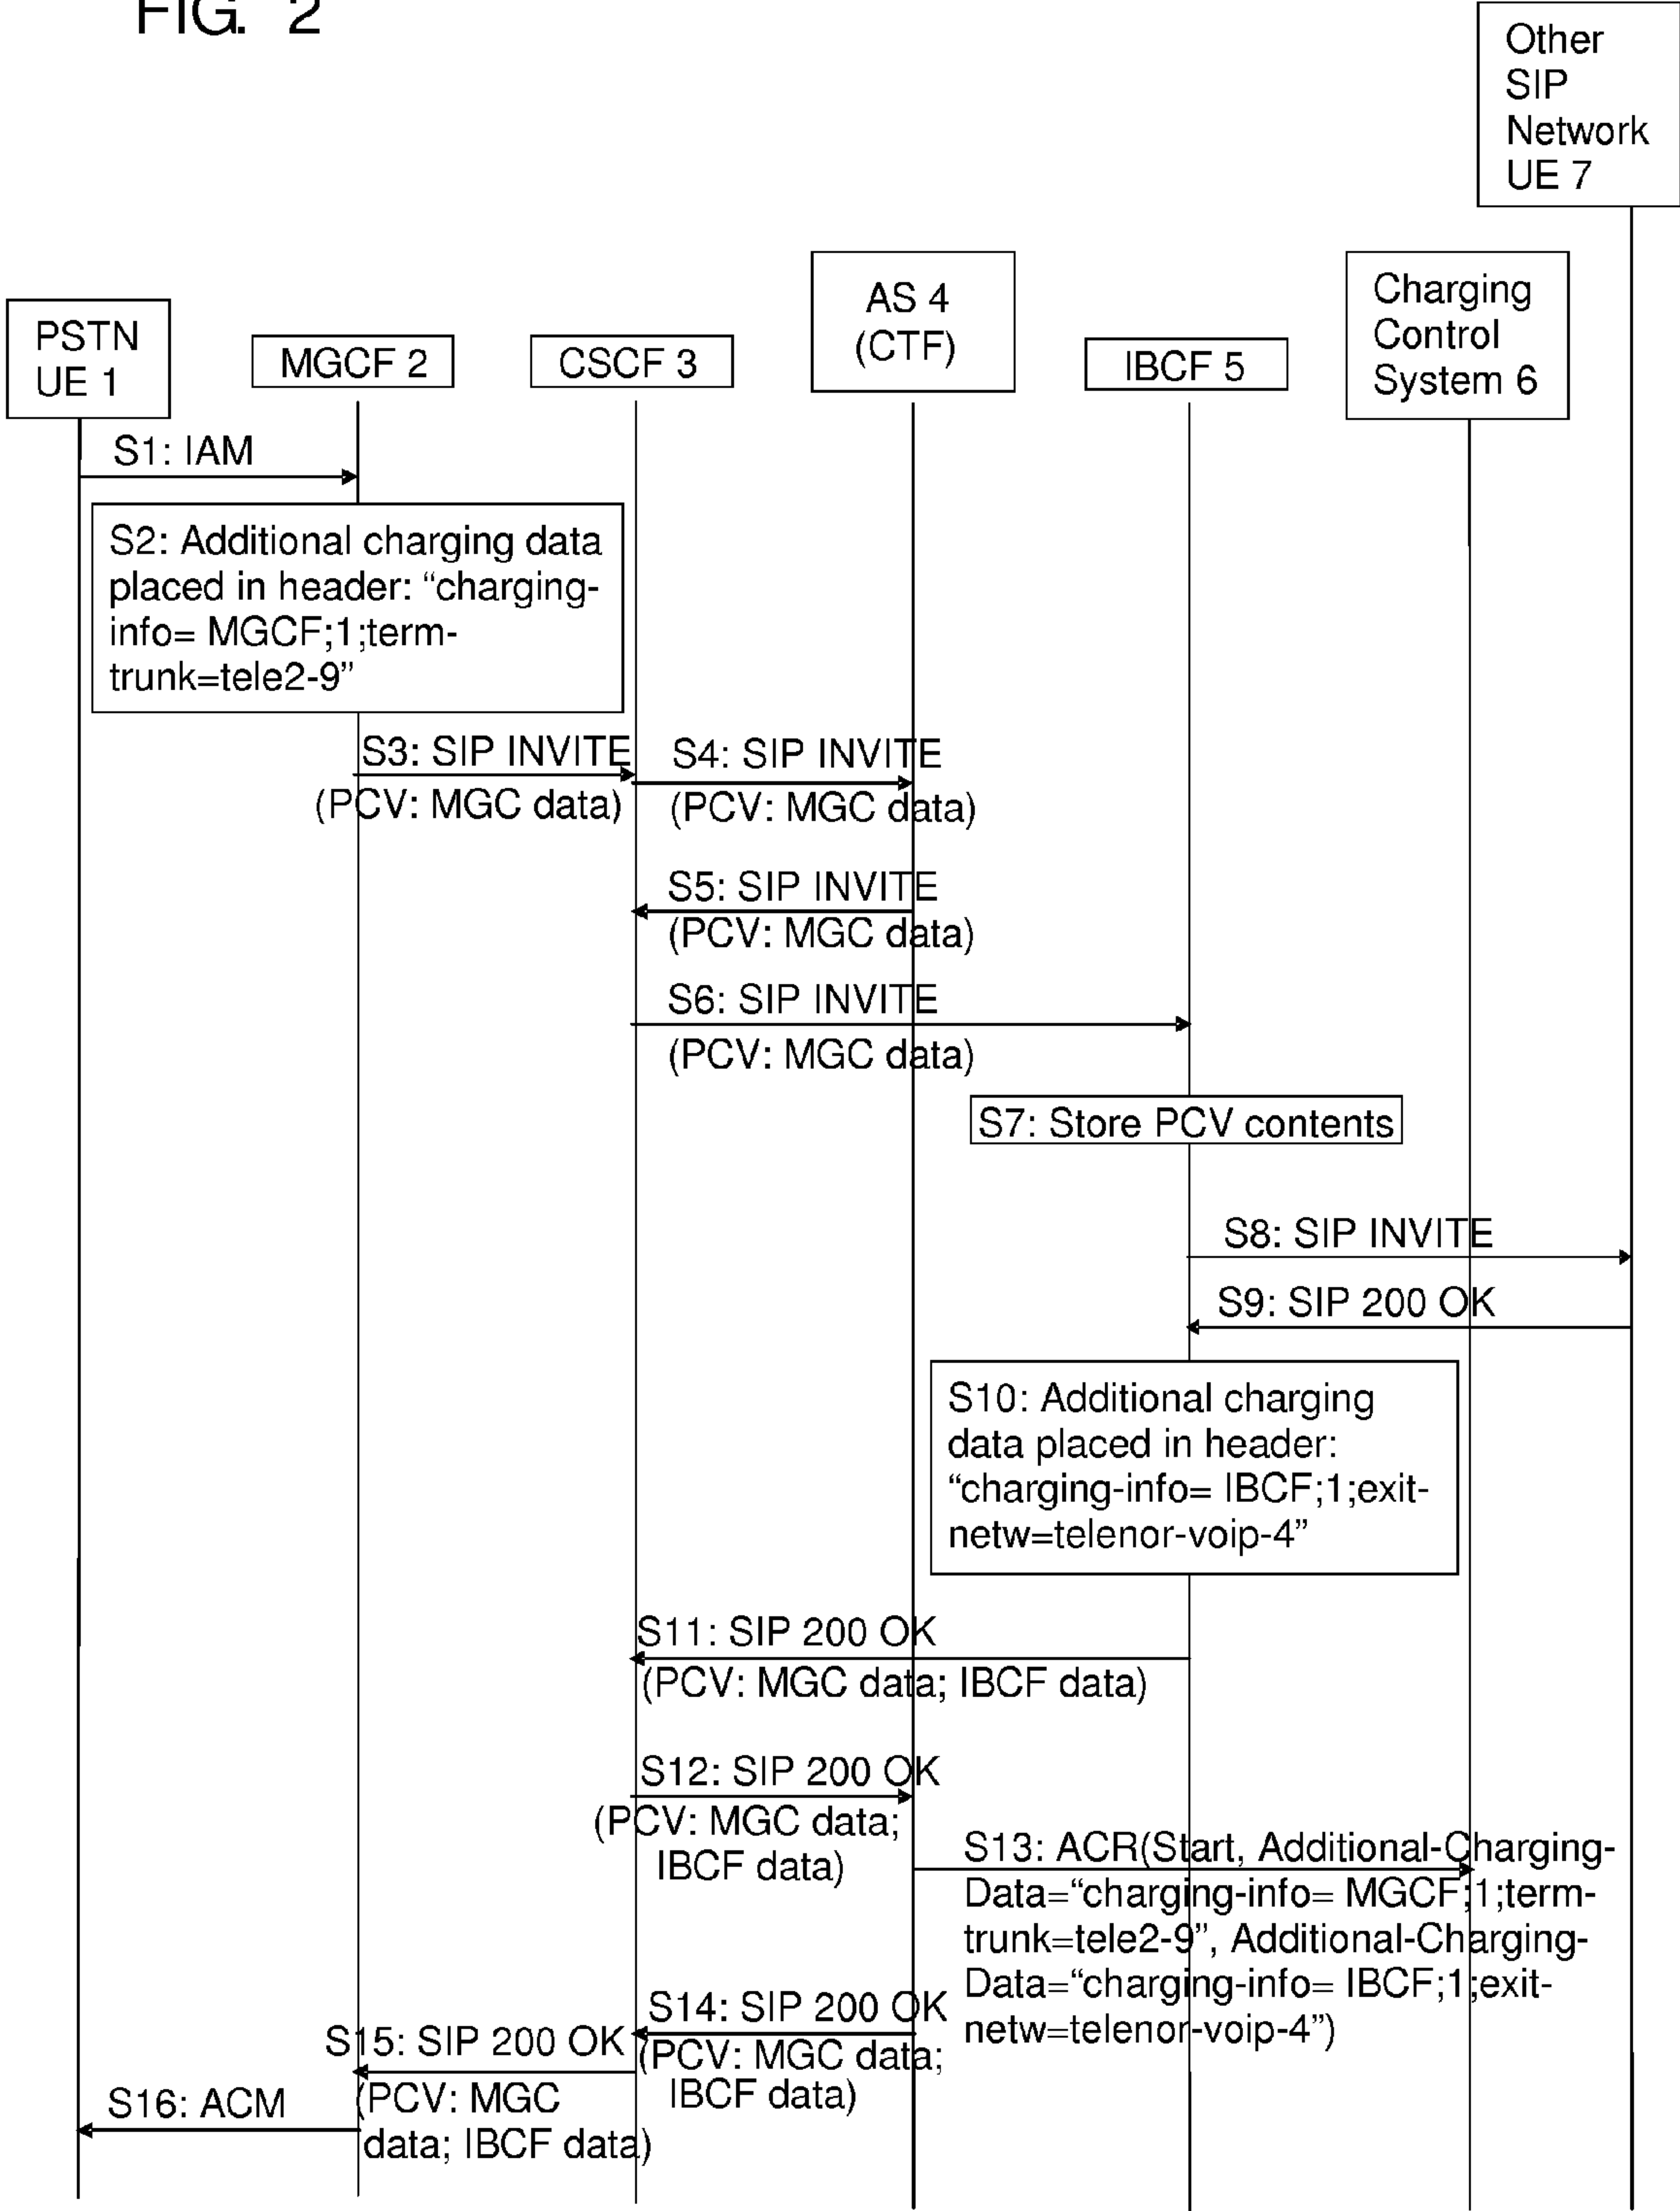 FIG. 2
Other
SIP
Network
UE 7
PSTN
UE 1
MGCF 2
CSCF 3
AS 4
(CTF)
IBCF 5
Charging
Control
System 6
S1: IAM
S2: Additional charging data
placed in header: “charging-
info= MGCF;1;term-
trunk=tele2-9”
S3: SIP INVITE
(PCV: MGC data)
S4: SIP INVITE
(PCV: MGC data)
S5: SIP INVITE
(PCV: MGC data)
S6: SIP INVITE
(PCV: MGC data)
S7: Store PCV contents
S8: SIP INVITE
S9: SIP 200 OK
S10: Additional charging
data placed in header:
“charging-info= IBCF;1;exit-
netw=telenor-voip-4”
S11: SIP 200 OK
(PCV: MGC data; IBCF data)
S12: SIP 200 OK
(PCV: MGC data;
IBCF data)
S13: ACR(Start, Additional-Charging-
Data=“charging-info= MGCF;1;term-
trunk=tele2-9”, Additional-Charging-
Data=“charging-info= IBCF;1;exit-
netw=telenor-voip-4”)
S14: SIP 200 OK
(PCV: MGC data;
IBCF data)
S15: SIP 200 OK
(PCV: MGC
data; IBCF data)
S16: ACM